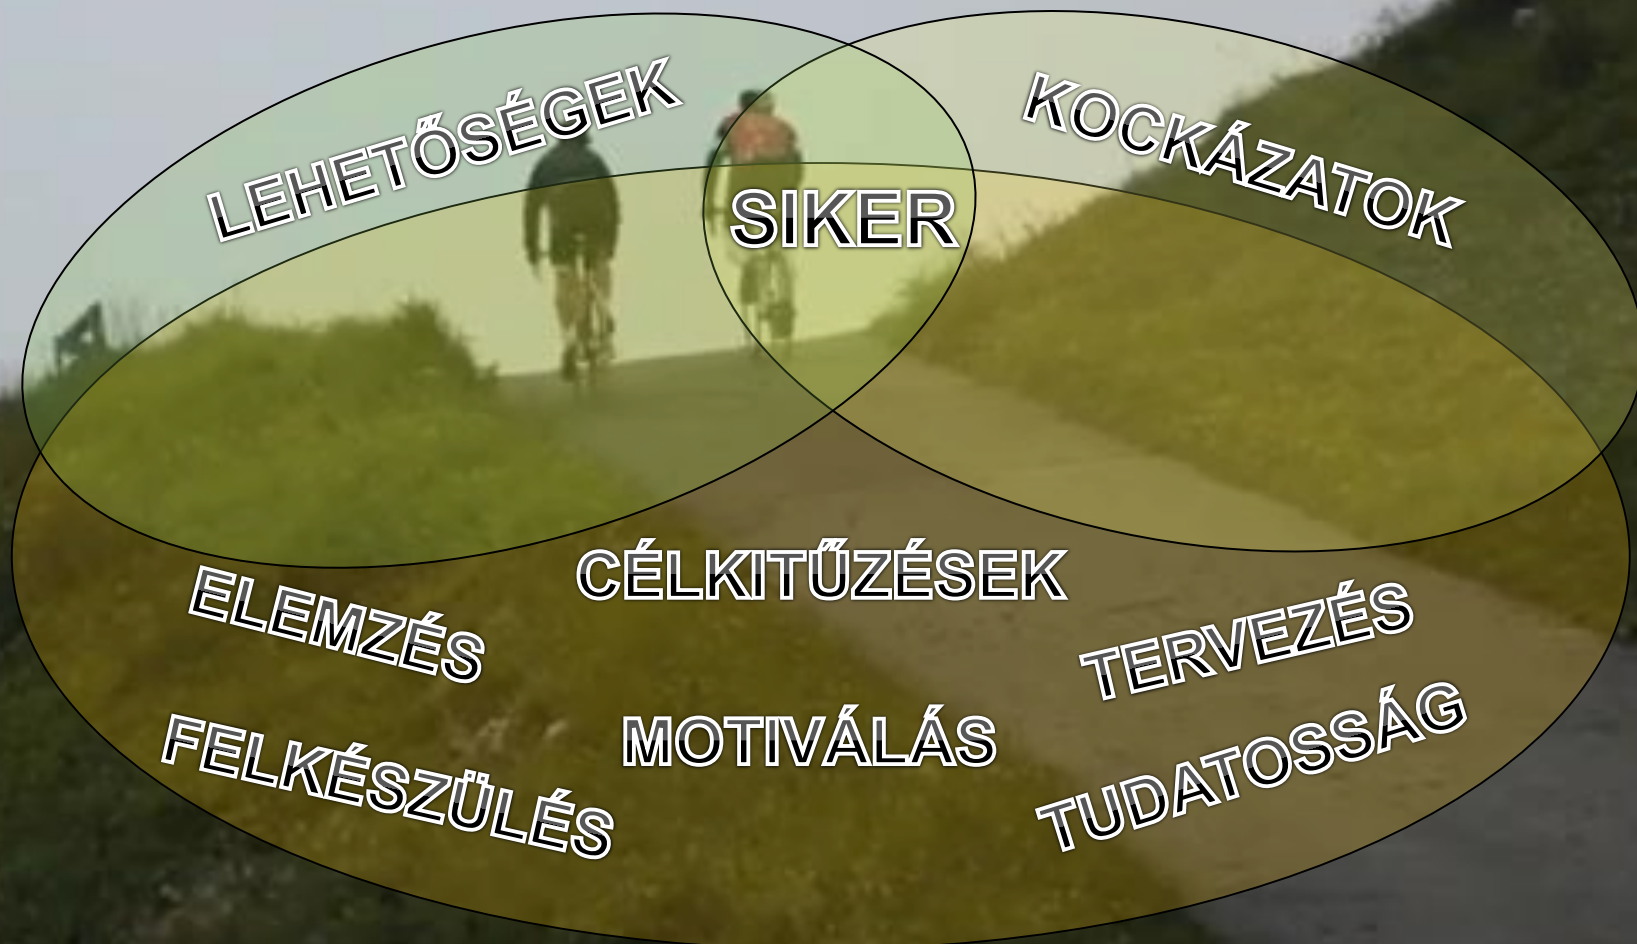 LEHETŐSÉGEK
KOCKÁZATOK
SIKER
CÉLKITŰZÉSEK
ELEMZÉS
TERVEZÉS
FELKÉSZÜLÉS
MOTIVÁLÁS
TUDATOSSÁG